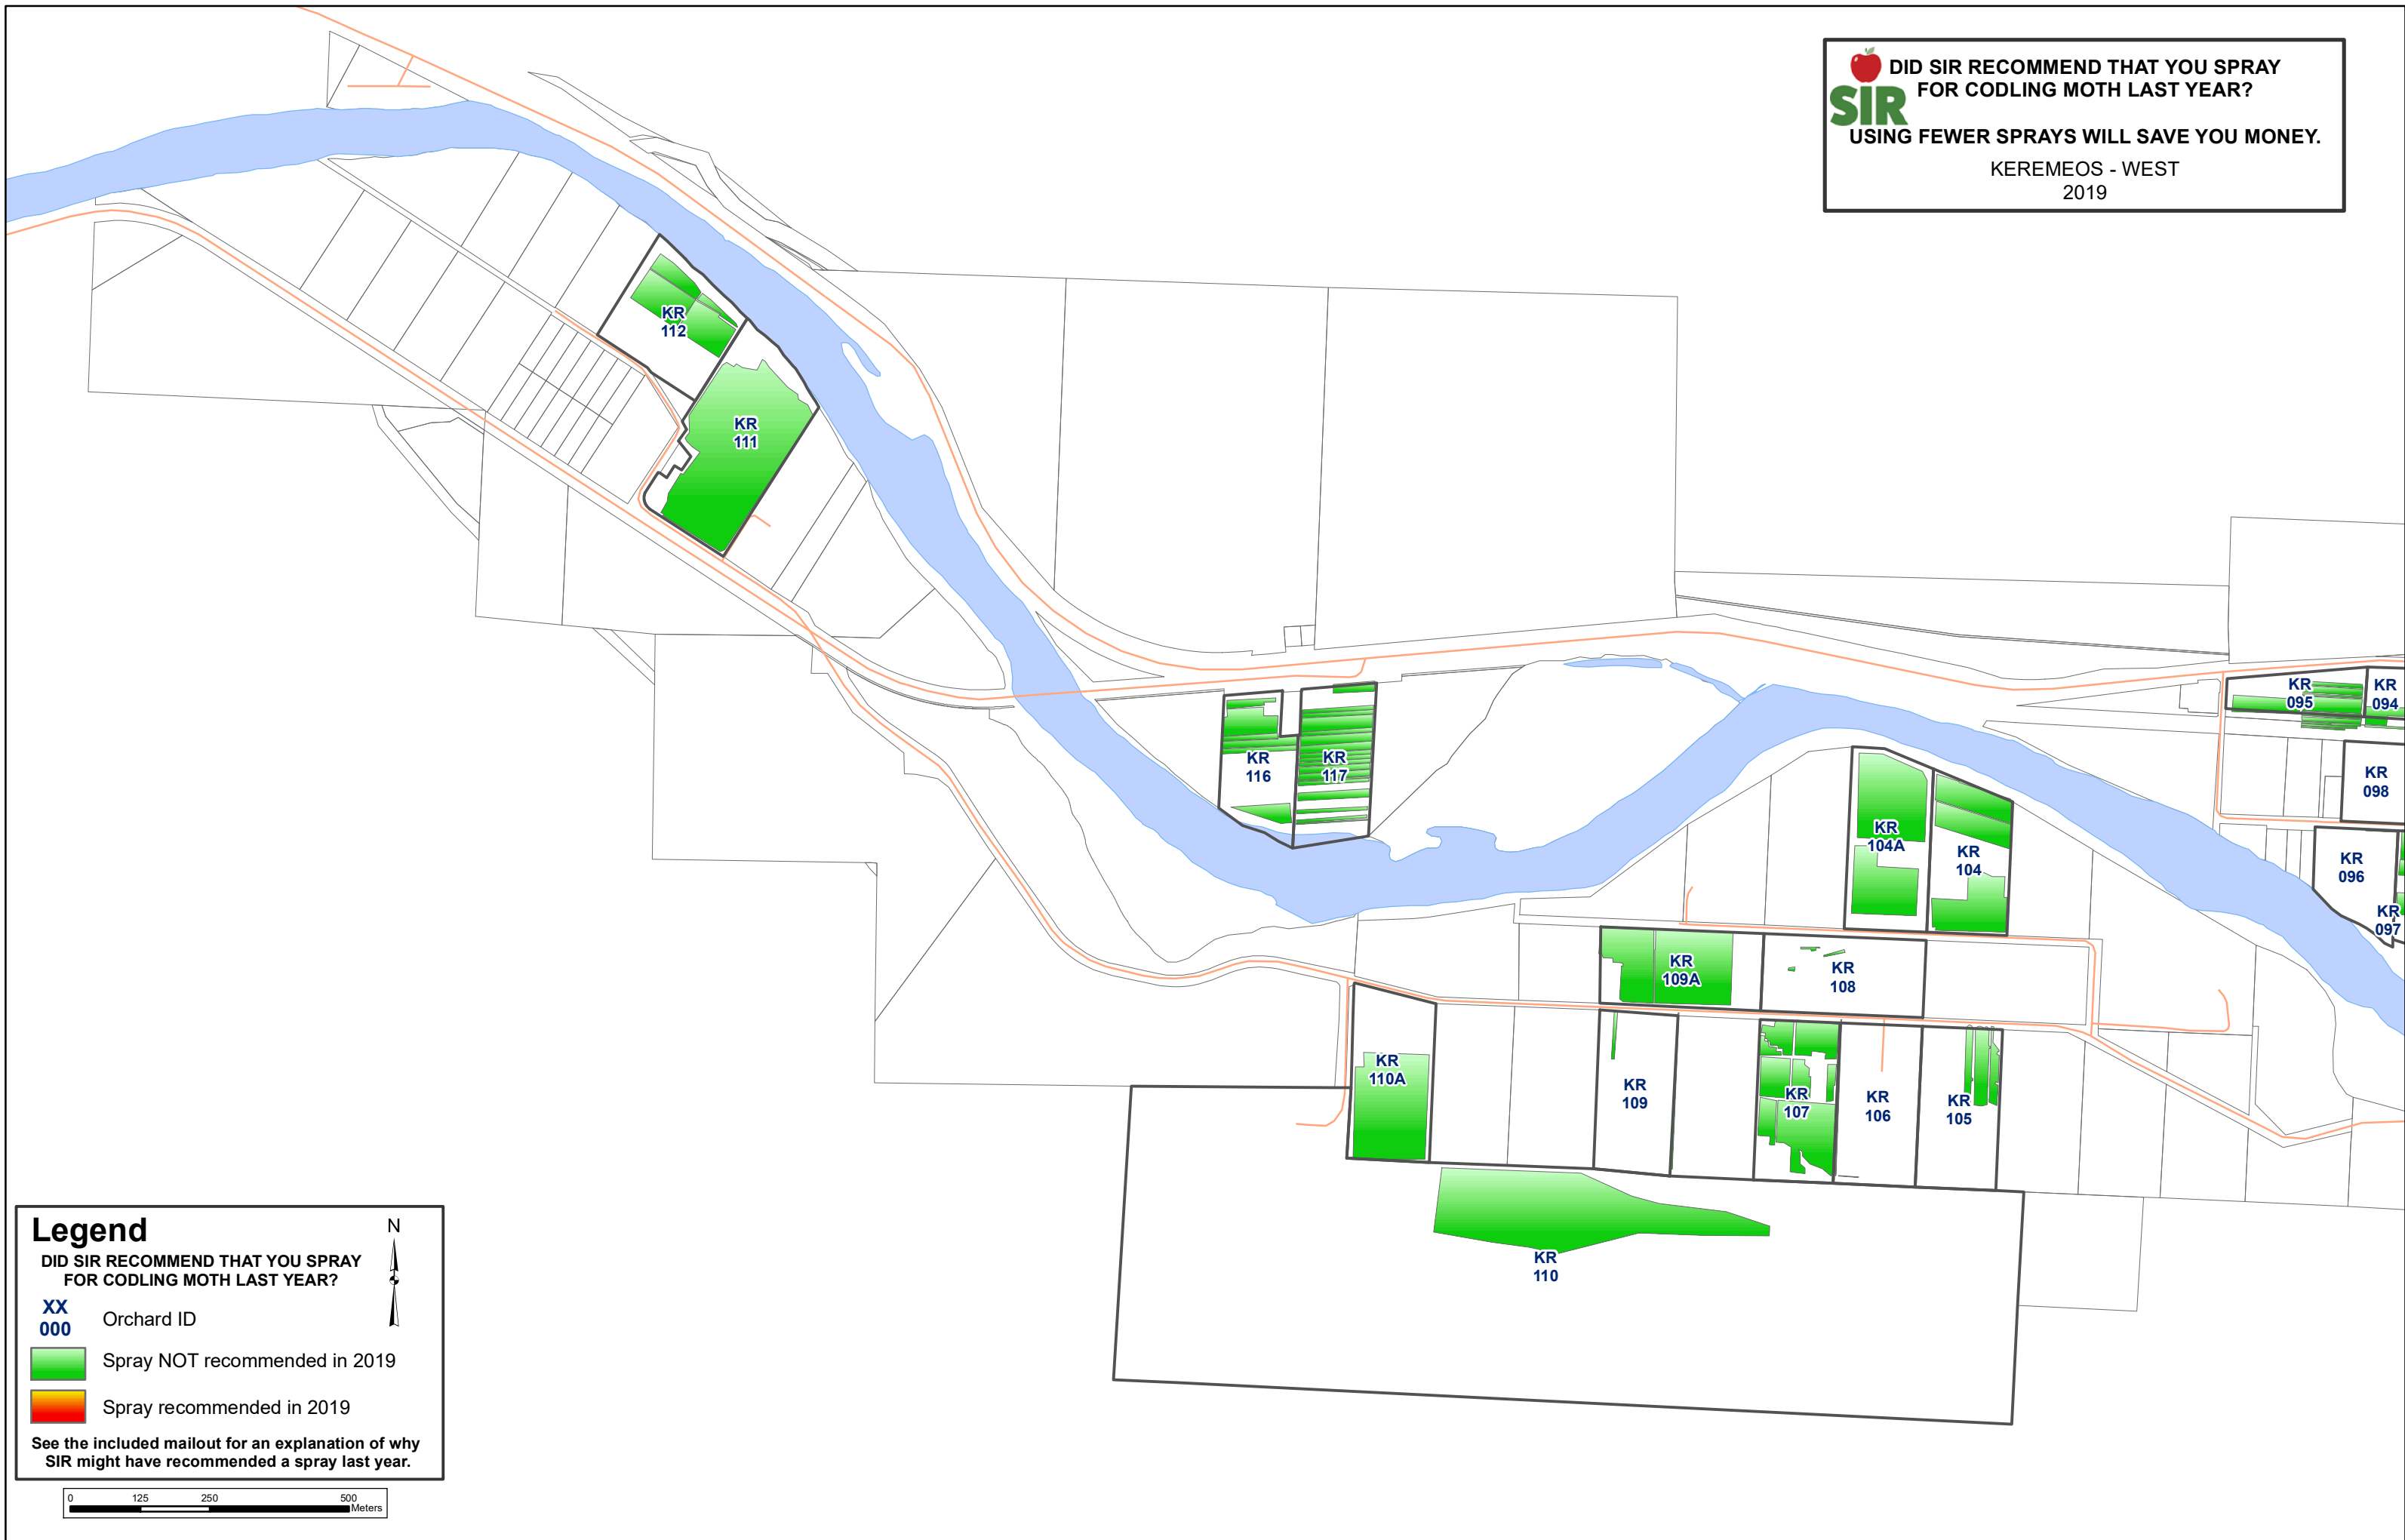 DID SIR RECOMMEND THAT YOU SPRAY
FOR CODLING MOTH LAST YEAR?
SIR
USING FEWER SPRAYS WILL SAVE YOU MONEY.
KEREMEOS - WEST
2019
KR
112
KR
111
KR
116
KR
117
KR
095
KR
094
KR
098
KR
096
KR
097
KR
104A
KR
104
KR
109A
KR
108
KR
110A
KR
109
KR
107
KR
106
KR
105
KR
110
Legend
N
DID SIR RECOMMEND THAT YOU SPRAY
FOR CODLING MOTH LAST YEAR?
XX
000
Orchard ID
Spray NOT recommended in 2019
Spray recommended in 2019
See the included mailout for an explanation of why
SIR might have recommended a spray last year.
0 125 250 500
Meters